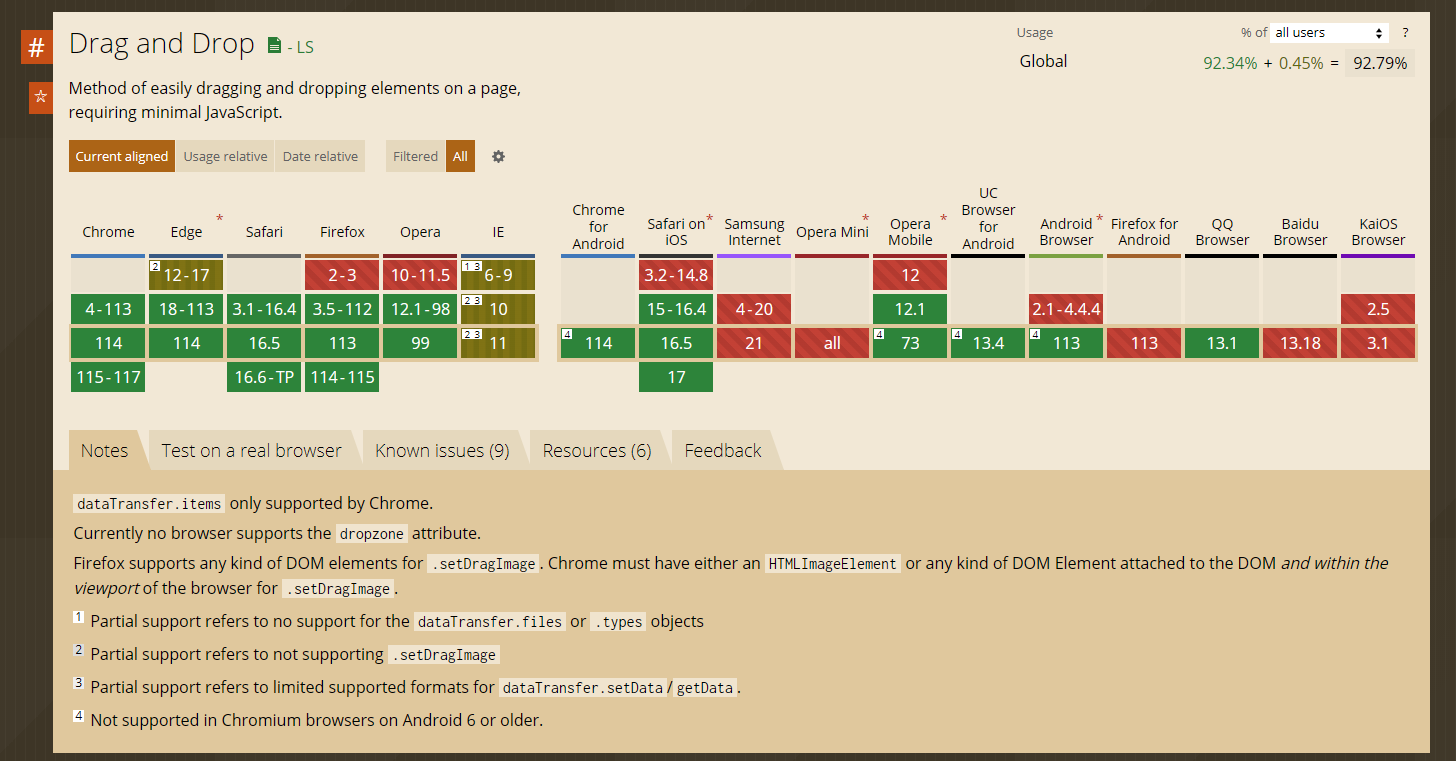 #
Drag and Drop - LS
Usage % of all users ?
Global 92.34% + 0.45% = 92.79%
☆
Method of easily dragging and dropping elements on a page,
requiring minimal JavaScript.
Current aligned Usage relative Date relative Filtered All
Chrome Edge * Safari Firefox Opera IE Chrome for Android Safari on iOS * Samsung Internet Opera Mini * Opera Mobile * UC Browser for Android Android Browser * Firefox for Android QQ Browser Baidu Browser KaiOS Browser
2 12-17 2-3 10-11.5 1 3 6-9 3.2-14.8 12
4-113 18-113 3.1-16.4 3.5-112 12.1-98 2 3 10 15-16.4 4-20 12.1 2.1-4.4.4 2.5
114 114 16.5 113 99 2 3 11 4 114 16.5 21 all 4 73 4 13.4 4 113 113 13.1 13.18 3.1
115-117 16.6-TP 114-115 17
Notes Test on a real browser Known issues (9) Resources (6) Feedback
dataTransfer.items only supported by Chrome.
Currently no browser supports the dropzone attribute.
Firefox supports any kind of DOM elements for .setDragImage. Chrome must have either an HTMLImageElement or any kind of DOM Element attached to the DOM and within the
viewport of the browser for .setDragImage.
1 Partial support refers to no support for the dataTransfer.files or .types objects
2 Partial support refers to not supporting .setDragImage
3 Partial support refers to limited supported formats for dataTransfer.setData/getData.
4 Not supported in Chromium browsers on Android 6 or older.